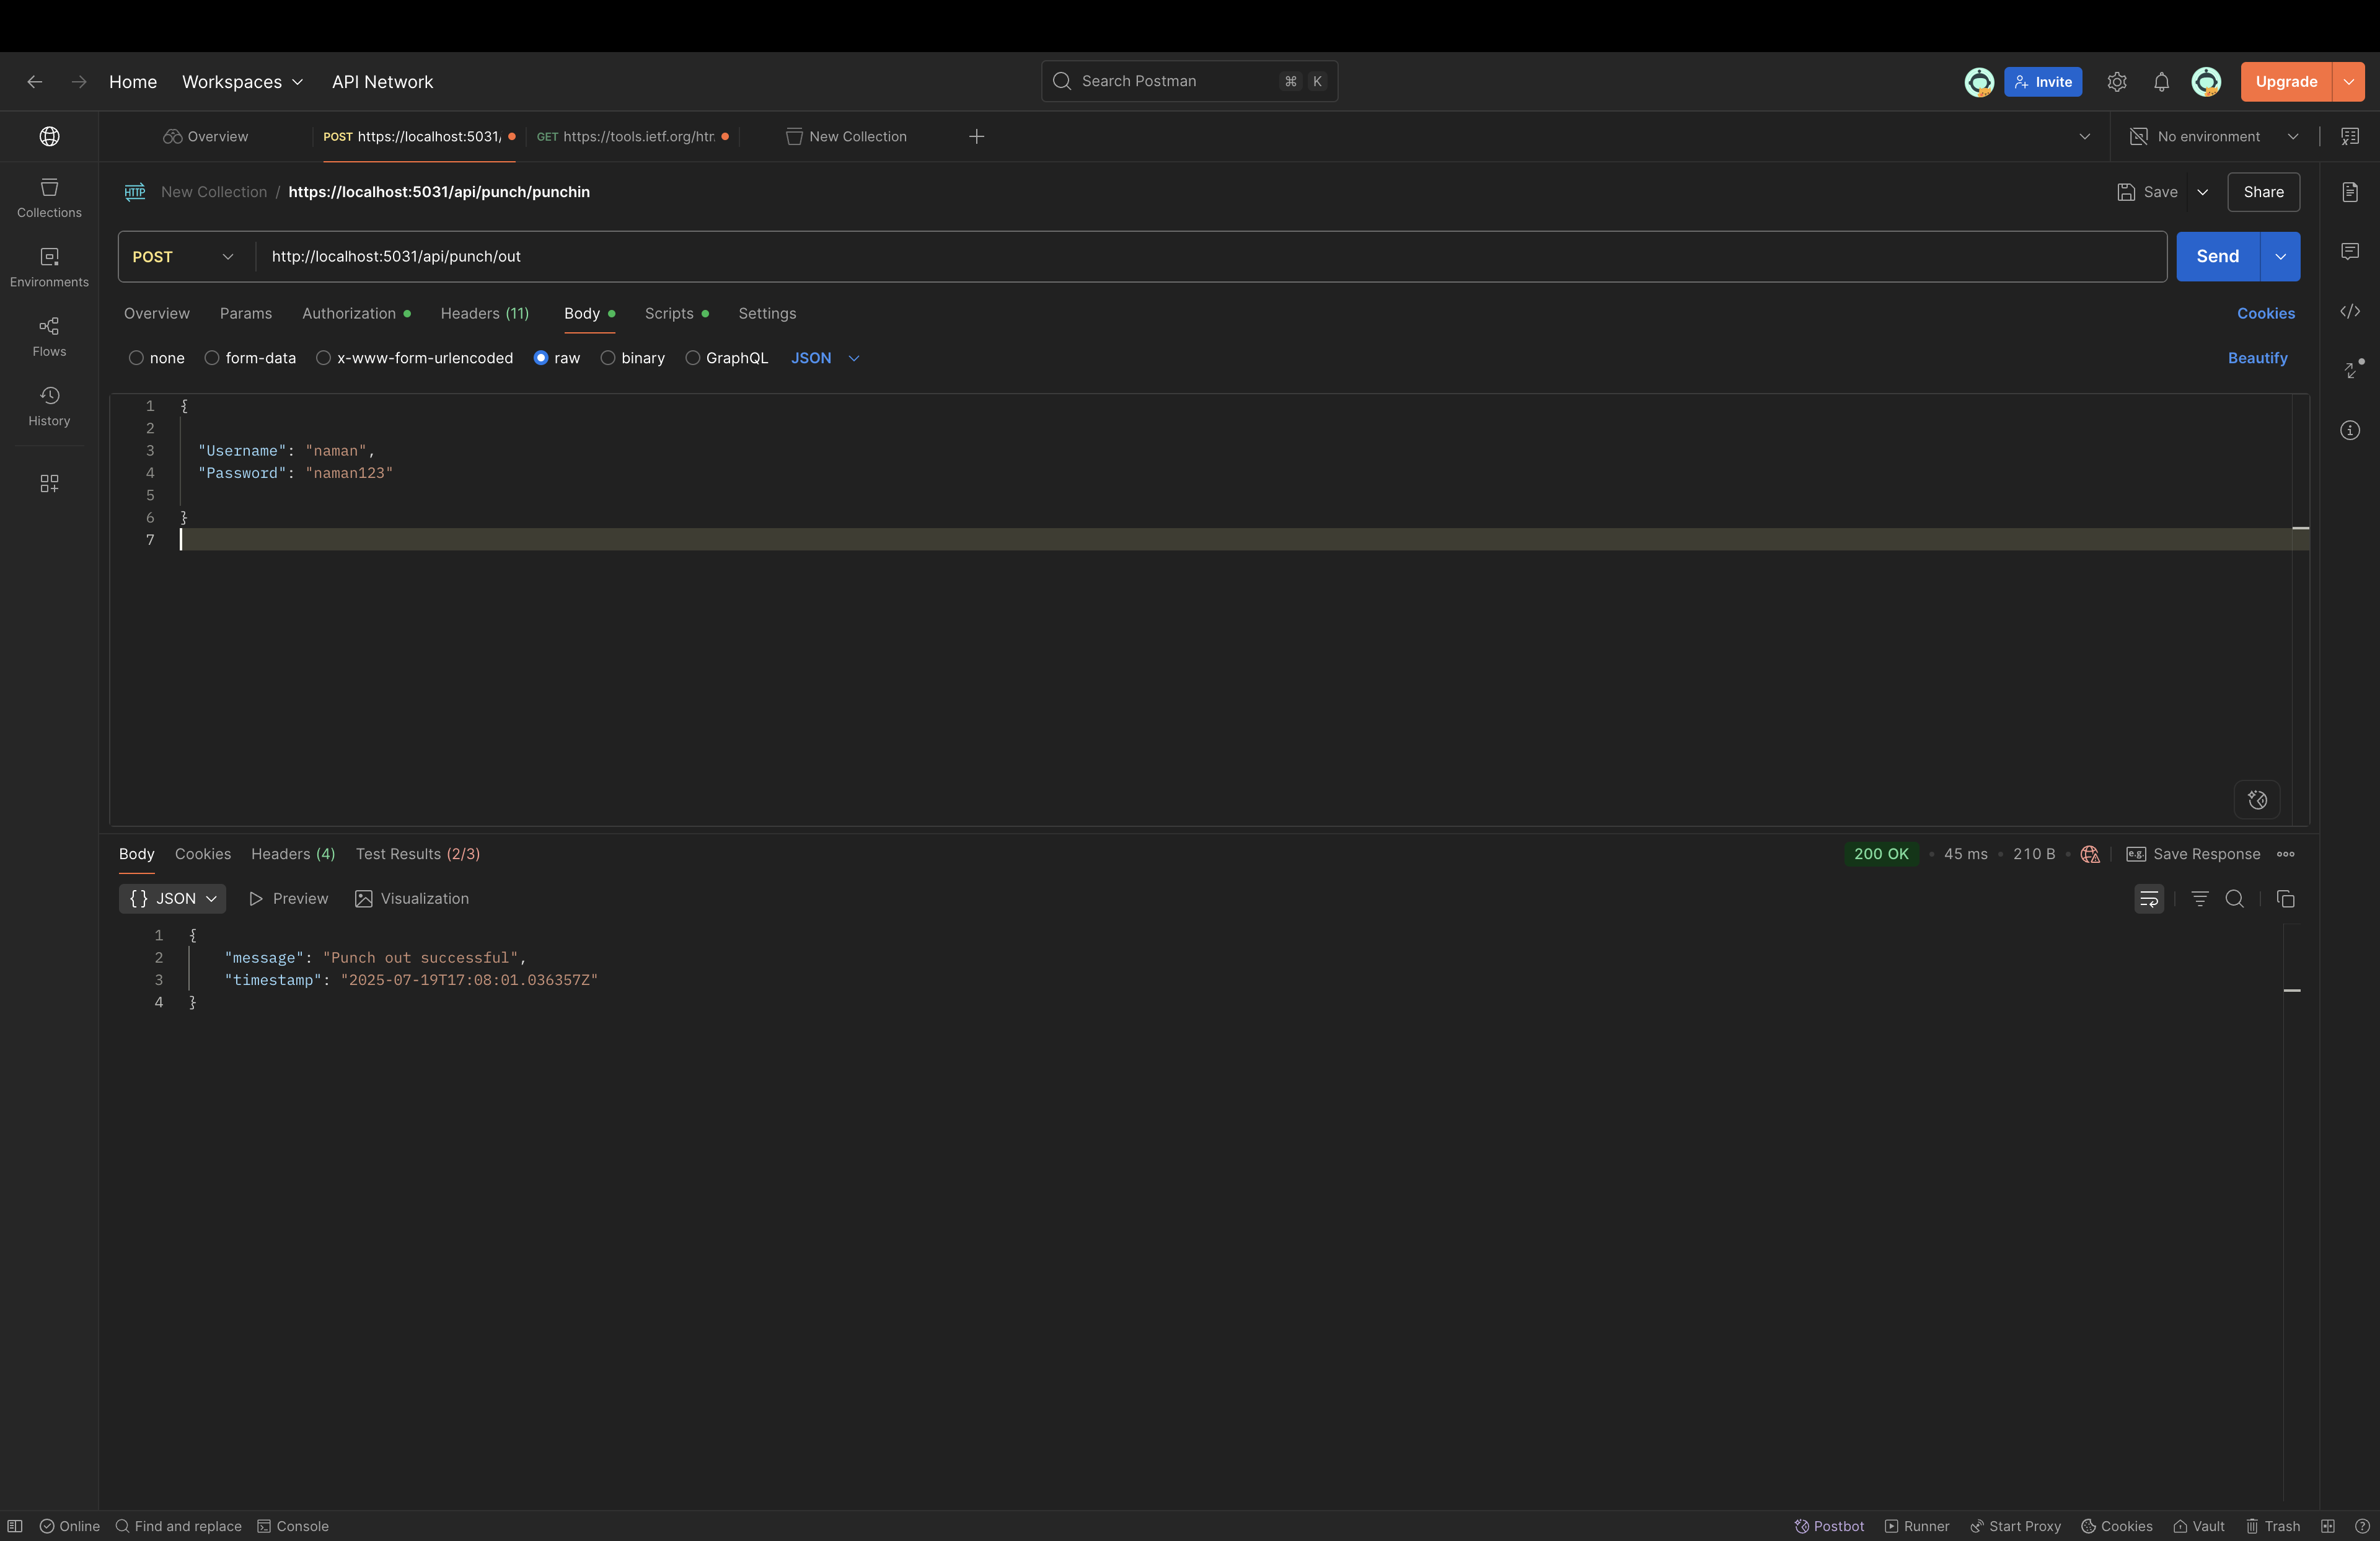 Home Workspaces API Network Search Postman ⌘ K Invite Upgrade
Overview POST https://localhost:5031/ GET https://tools.ietf.org/htr New Collection No environment
New Collection / https://localhost:5031/api/punch/punchin Save Share
POST http://localhost:5031/api/punch/out Send
Overview Params Authorization Headers (11) Body Scripts Settings Cookies
none form-data x-www-form-urlencoded raw binary GraphQL JSON Beautify
Collections
Environments
Flows
History
1 {
2
3 "Username": "naman",
4 "Password": "naman123"
5
6 }
7
Body Cookies Headers (4) Test Results (2/3) 200 OK • 45 ms • 210 B • e.g. Save Response
{} JSON Preview Visualization
1 {
2 "message": "Punch out successful",
3 "timestamp": "2025-07-19T17:08:01.036357Z"
4 }
Online Find and replace Console Postbot Runner Start Proxy Cookies Vault Trash